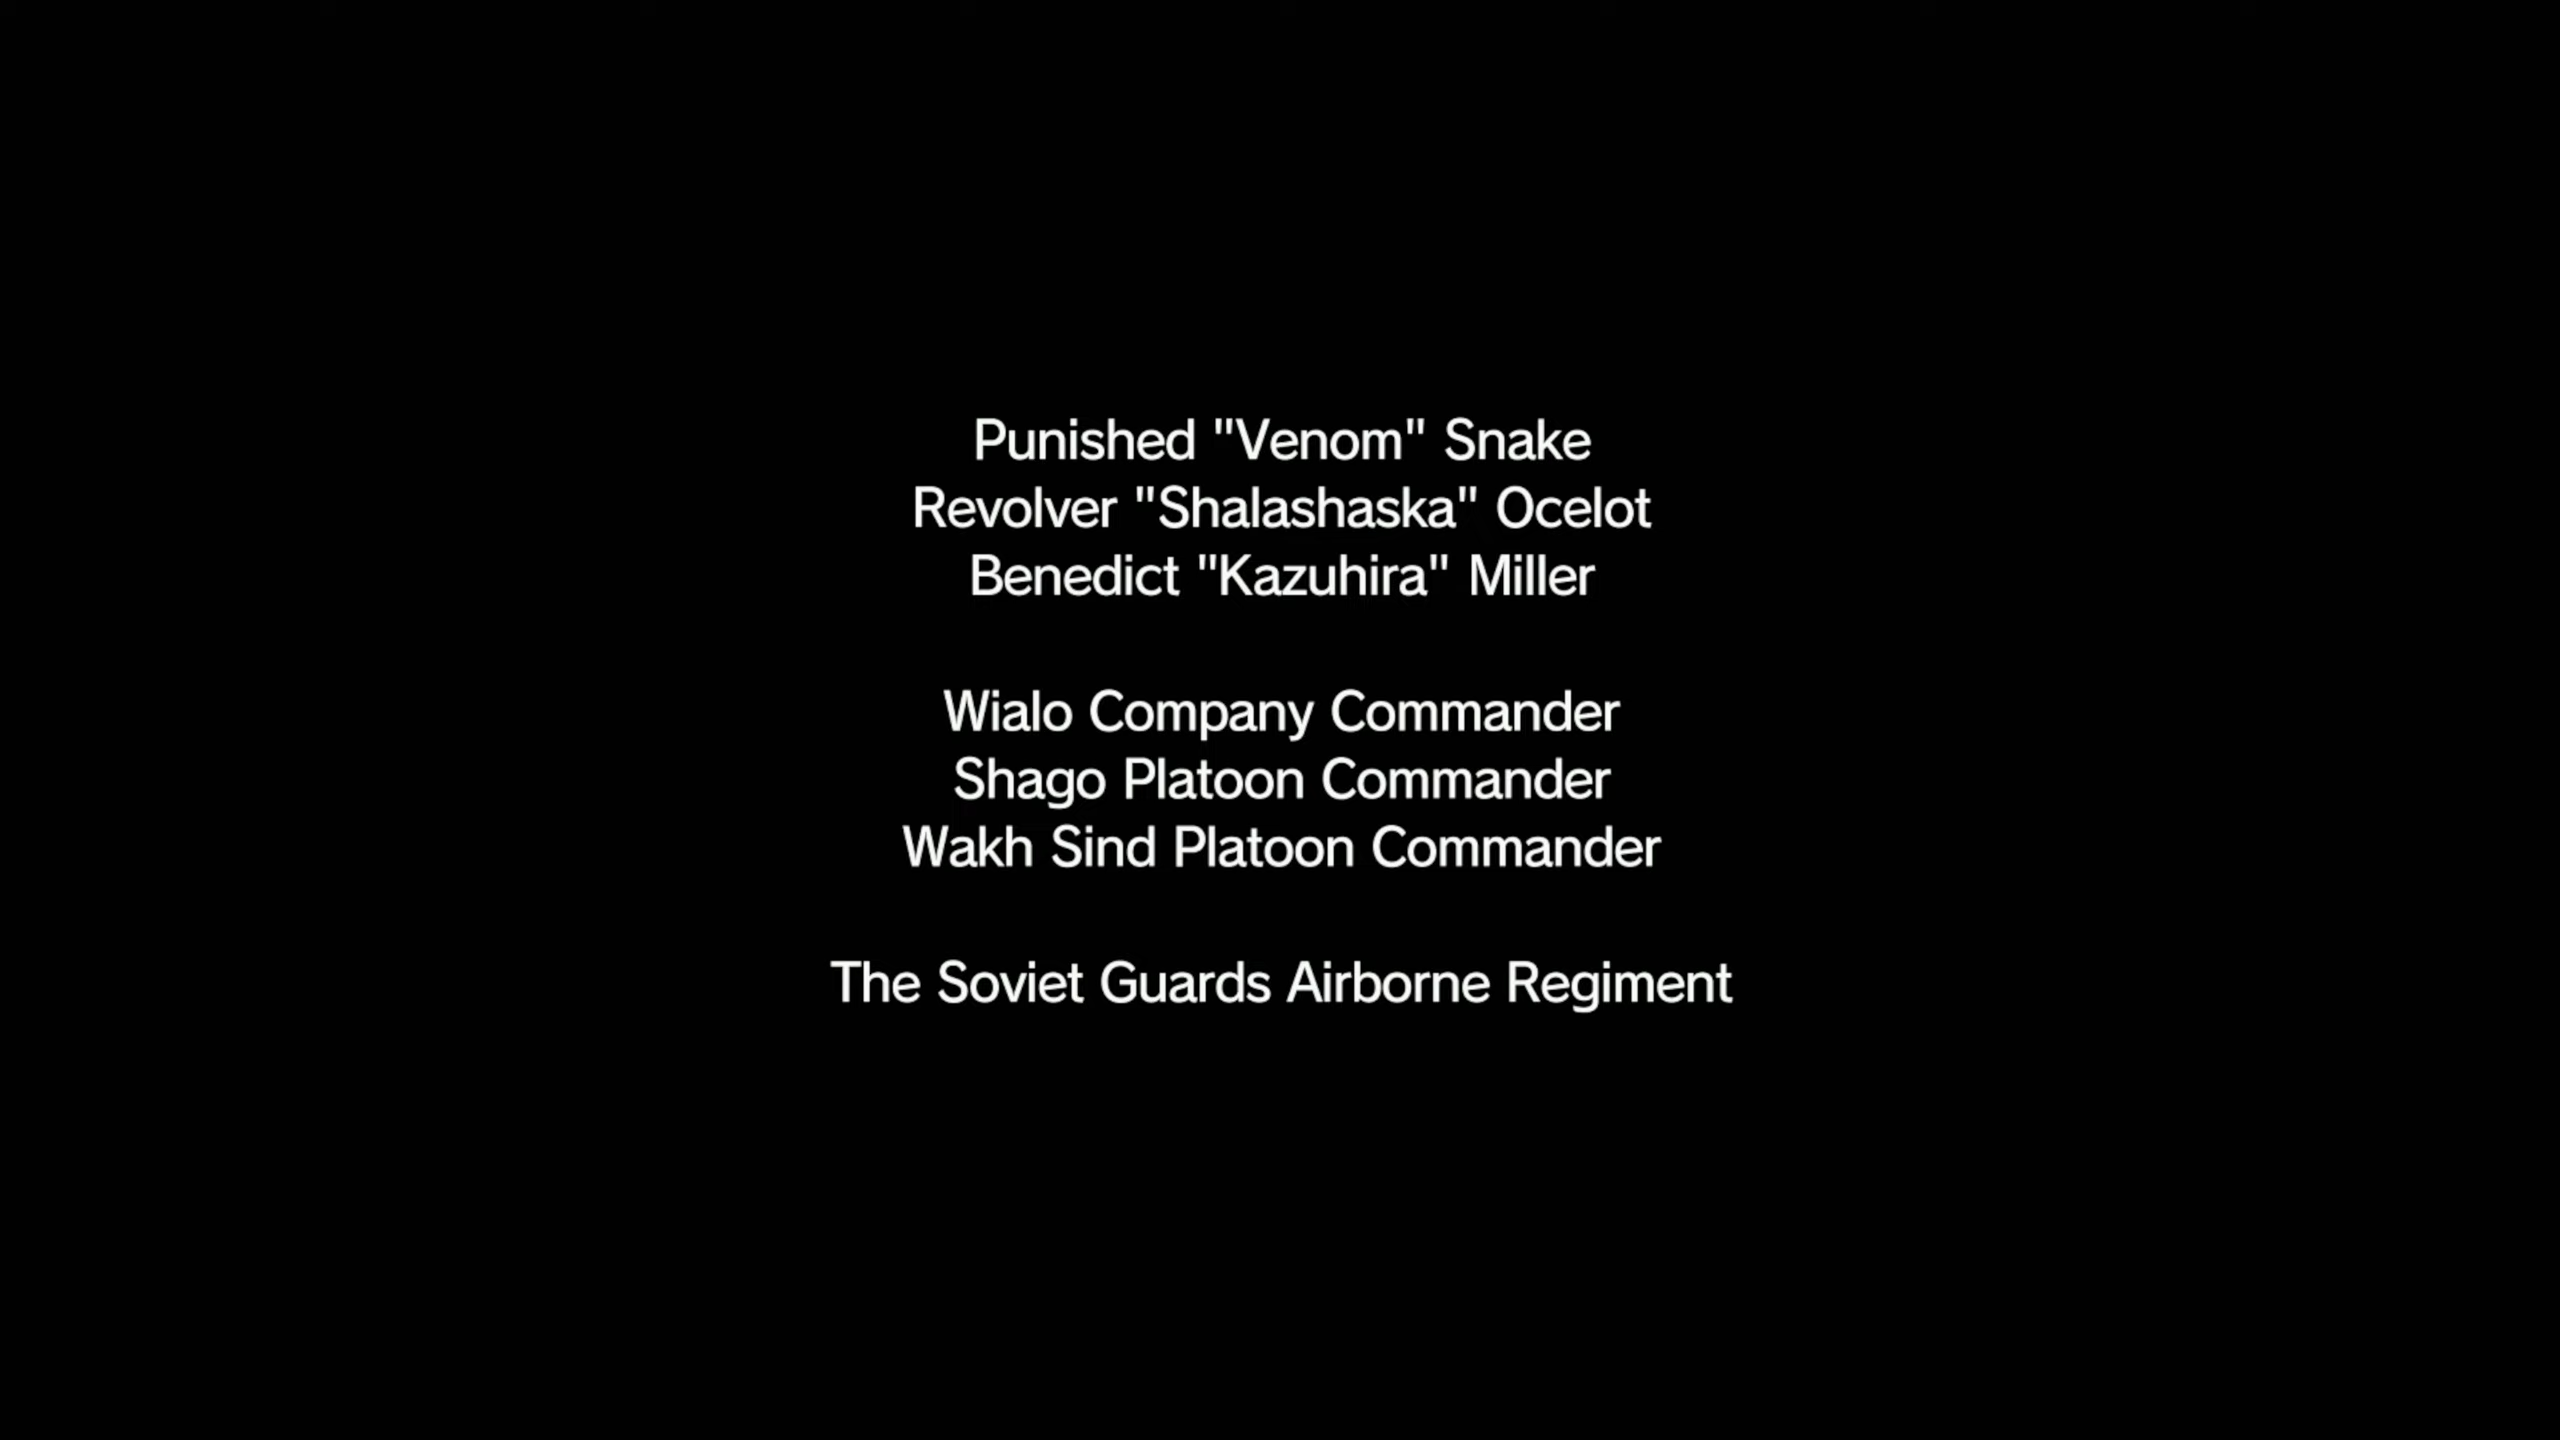 Punished "Venom" Snake
Revolver "Shalashaska" Ocelot
Benedict "Kazuhira" Miller
Wialo Company Commander
Shago Platoon Commander
Wakh Sind Platoon Commander
The Soviet Guards Airborne Regiment